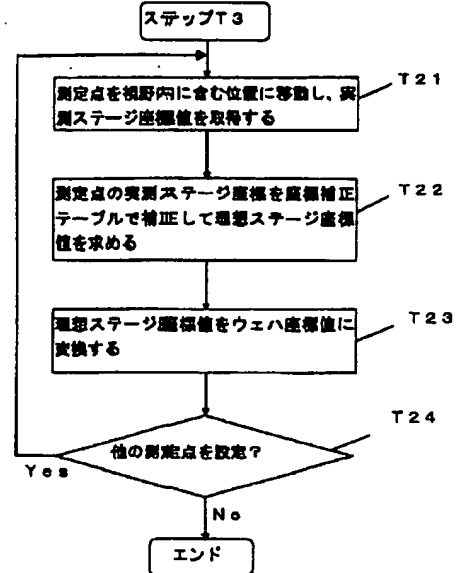 ステップT3
測定点を視野内に含む位置に移動し、実
測ステージ座標値を取得する
T21
測定点の実測ステージ座標を座標補正
テーブルで補正して理想ステージ座標
値を求める
T22
理想ステージ座標値をウェハ座標値に
変換する
T23
他の測定点を設定?
T24
Yes
No
エンド